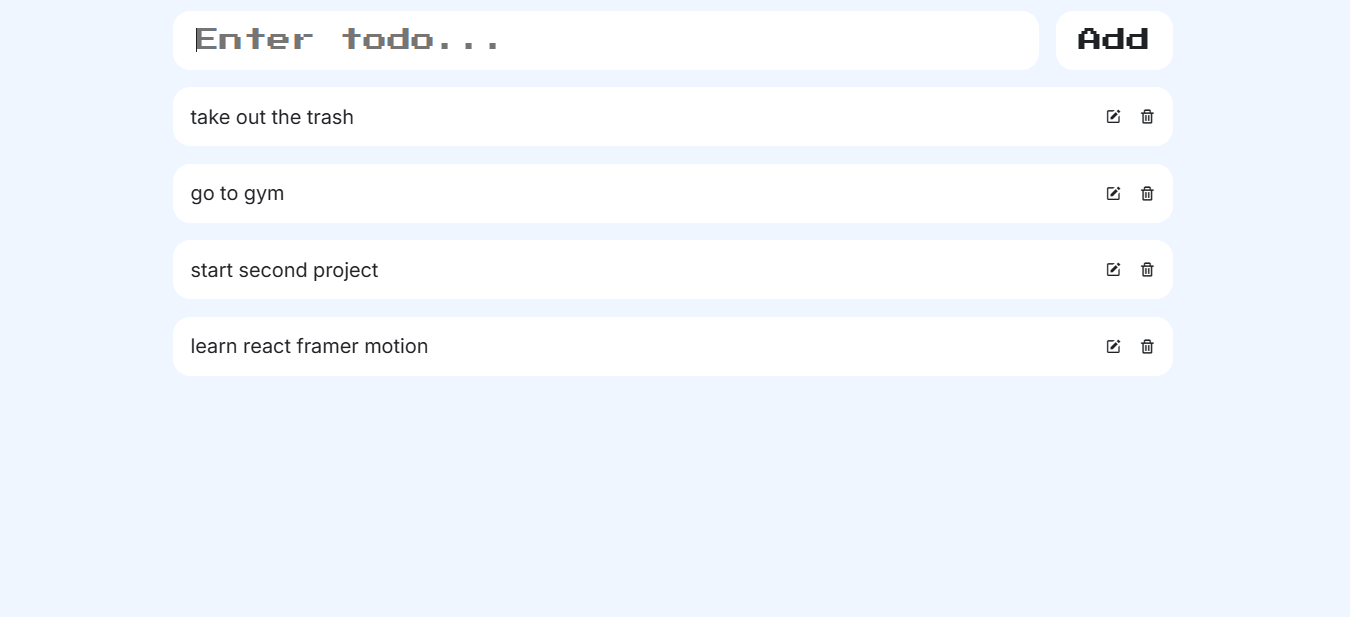 Enter todo... Add
take out the trash
go to gym
start second project
learn react framer motion